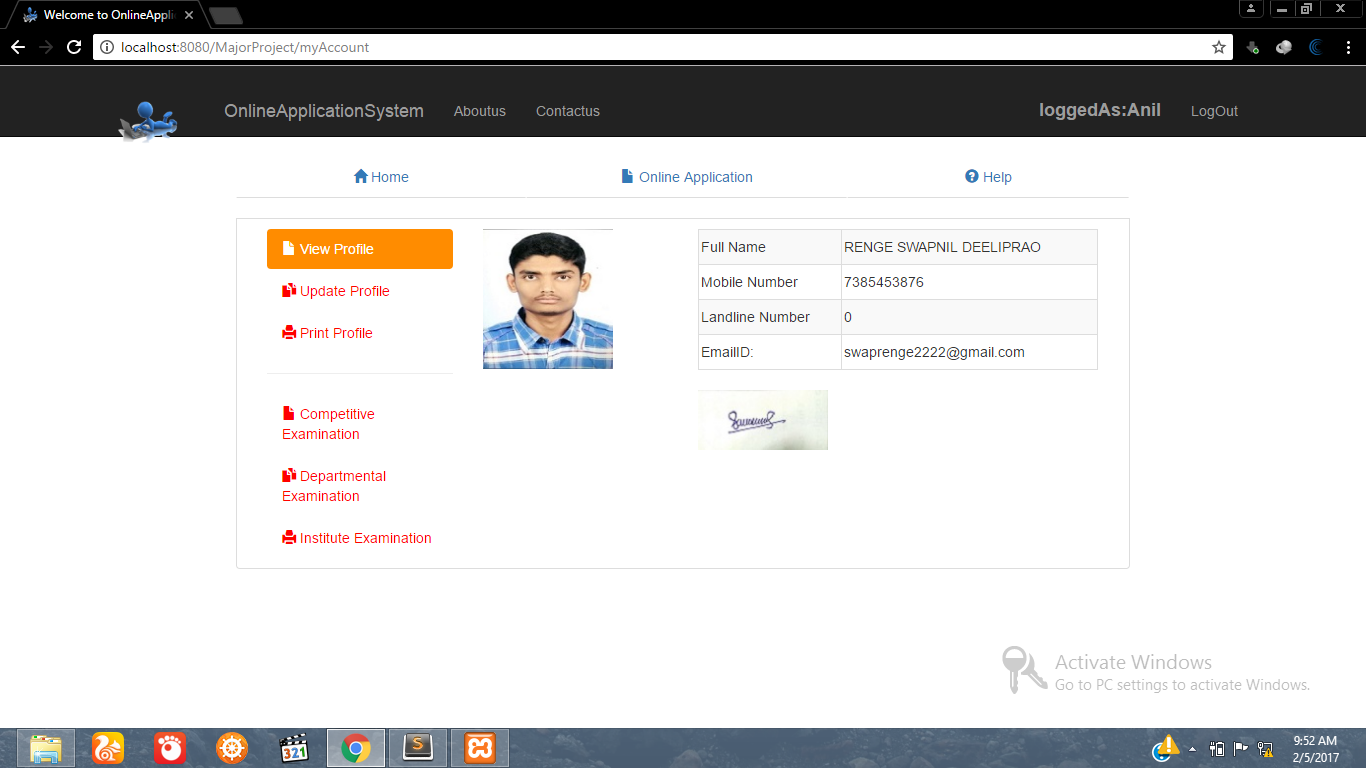 Welcome to OnlineAppli
localhost:8080/MajorProject/myAccount
OnlineApplicationSystem Aboutus Contactus loggedAs:Anil LogOut
Home Online Application Help
View Profile
Update Profile
Print Profile
Competitive
Examination
Departmental
Examination
Institute Examination
Full Name RENGE SWAPNIL DEELIPRAO
Mobile Number 7385453876
Landline Number 0
EmailID: swaprenge2222@gmail.com
Activate Windows
Go to PC settings to activate Windows.
321
S
9:52 AM
2/5/2017